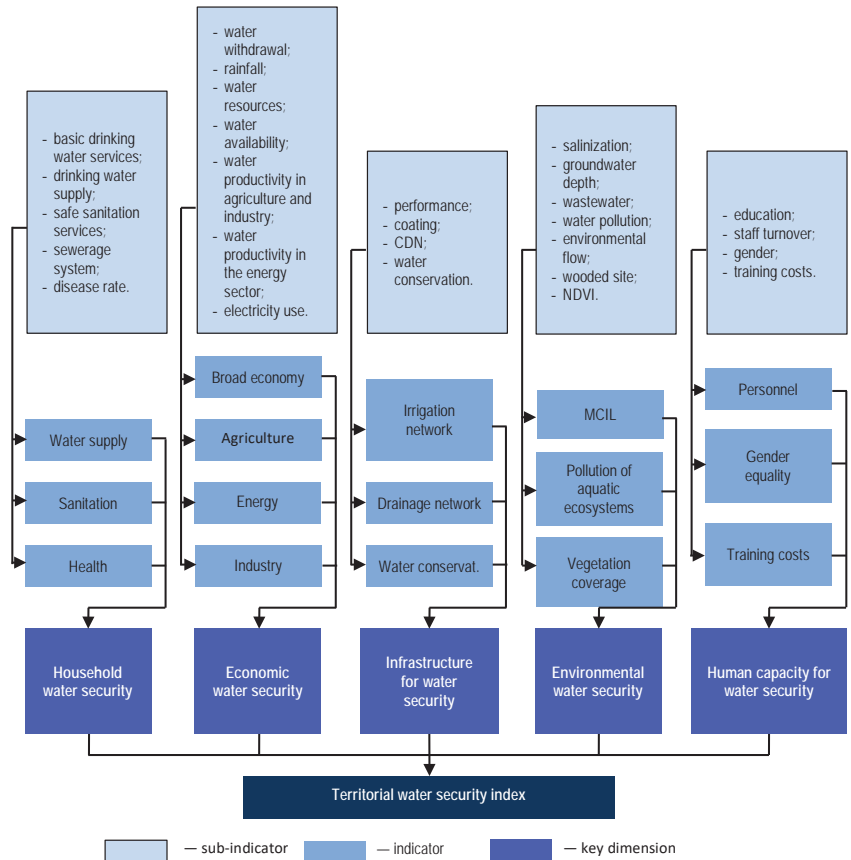 - basic drinking
water services;
- drinking water
supply;
- safe sanitation
services;
- sewerage
system;
- disease rate.
- water
withdrawal;
- rainfall;
- water
resources;
- water
availability;
- water
productivity in
agriculture and
industry;
- water
productivity in
the energy
sector;
- electricity use.
- performance;
- coating;
- CDN;
- water
conservation.
- salinization;
- groundwater
depth;
- wastewater;
- water pollution;
- environmental
flow;
- wooded site;
- NDVI.
- education;
- staff turnover;
- gender;
- training costs.
Water supply
Sanitation
Health
Broad economy
Agriculture
Energy
Industry
Irrigation
network
Drainage network
Water conservat.
MCIL
Pollution of
aquatic
ecosystems
Vegetation
coverage
Personnel
Gender
equality
Training costs
Household
water security
Economic
water security
Infrastructure
for water
security
Environmental
water security
Human capacity for
water security
Territorial water security index
— sub-indicator
— indicator
— key dimension